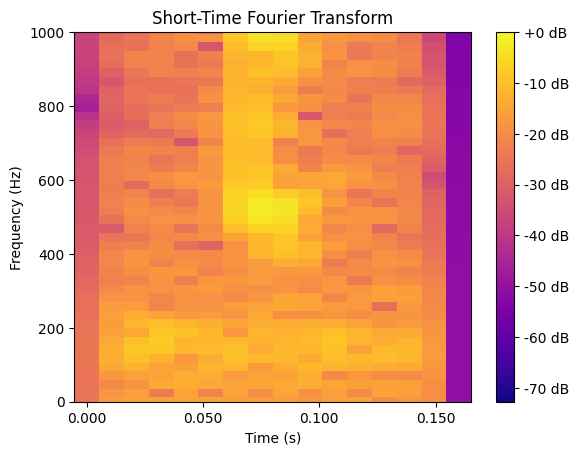 Short-Time Fourier Transform
Frequency (Hz)
1000
800
600
400
200
0
0.000
0.050
0.100
0.150
Time (s)
+0 dB
-10 dB
-20 dB
-30 dB
-40 dB
-50 dB
-60 dB
-70 dB